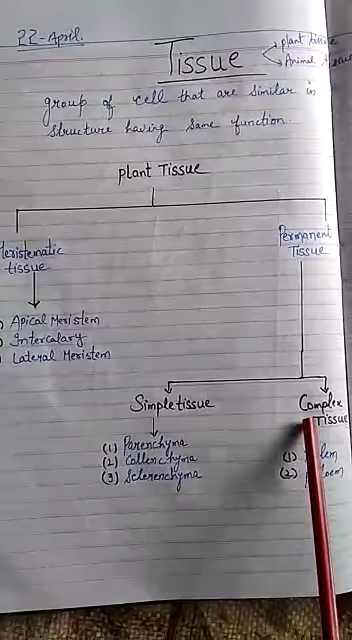 22-April.
Tissue
plant tissue
Animal
group of cell that are similar in
structure having same function.
plant Tissue
Meristematic
tissue
Apical Meristem
Intercalary
Lateral Meristem
Permanent
Tissue
Simple tissue
(1) Parenchyma
(2) Collenchyma
(3) Sclerenchyma
Complex
Tissue
(1)
(2)